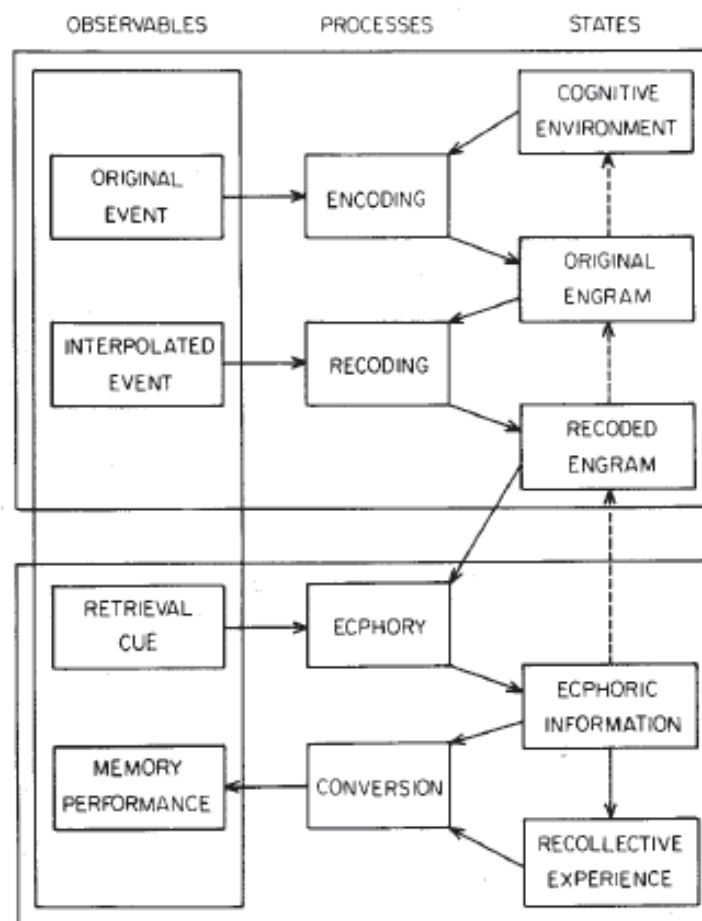 OBSERVABLES PROCESSES STATES
COGNITIVE
ENVIRONMENT
ORIGINAL
EVENT
ENCODING
ORIGINAL
ENGRAM
INTERPOLATED
EVENT
RECODING
RECODED
ENGRAM
RETRIEVAL
CUE
ECPHORY
ECPHORIC
INFORMATION
MEMORY
PERFORMANCE
CONVERSION
RECOLLECTIVE
EXPERIENCE